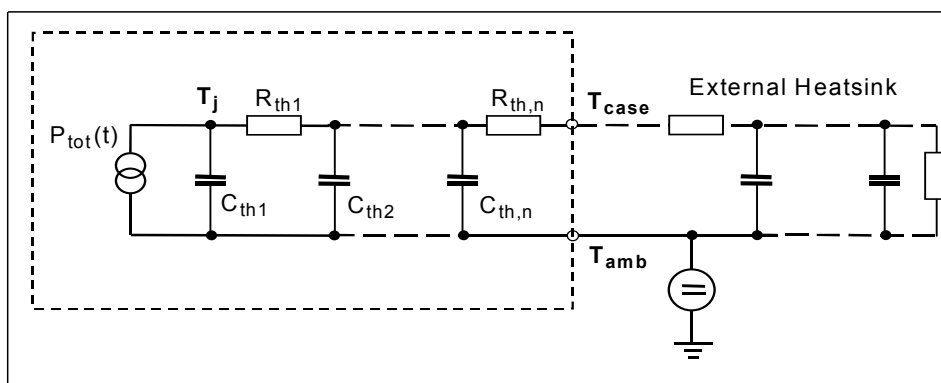 External Heatsink
T_j
R_th1
R_th,n
T_case
P_tot(t)
C_th1
C_th2
C_th,n
T_amb